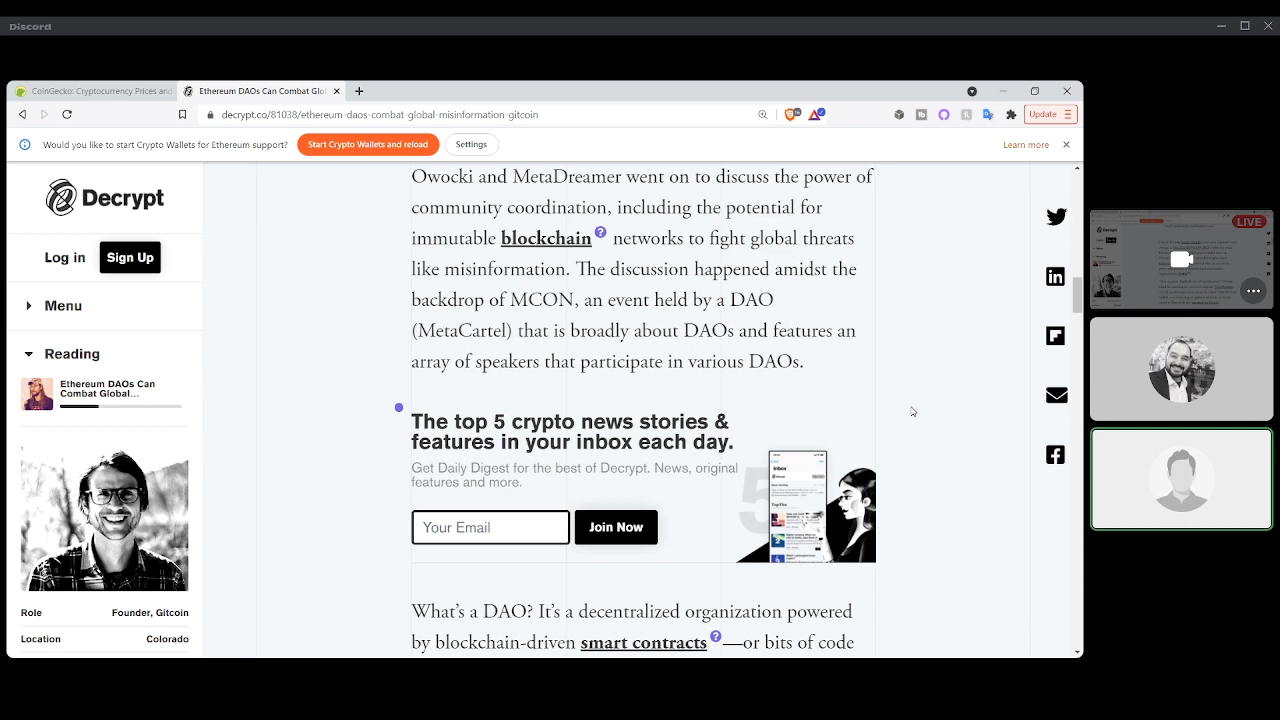 Discord
CoinGecko: Cryptocurrency Prices and
Ethereum DAOs Can Combat Glo
decrypt.co/81038/ethereum-daos-combat-global-misinformation-gitcoin
Update
Would you like to start Crypto Wallets for Ethereum support?
Start Crypto Wallets and reload
Settings
Learn more
Decrypt
Log in
Sign Up
Menu
Reading
Ethereum DAOs Can
Combat Global...
Role
Founder, Gitcoin
Location
Colorado
Owocki and MetaDreamer went on to discuss the power of
community coordination, including the potential for
immutable blockchain ? networks to fight global threats
like misinformation. The discussion happened amidst the
backdrop of MCON, an event held by a DAO
(MetaCartel) that is broadly about DAOs and features an
array of speakers that participate in various DAOs.
The top 5 crypto news stories &
features in your inbox each day.
Get Daily Digest for the best of Decrypt. News, original
features and more.
Your Email
Join Now
5
Inbox
What's a DAO? It's a decentralized organization powered
by blockchain-driven smart contracts ?—or bits of code
LIVE